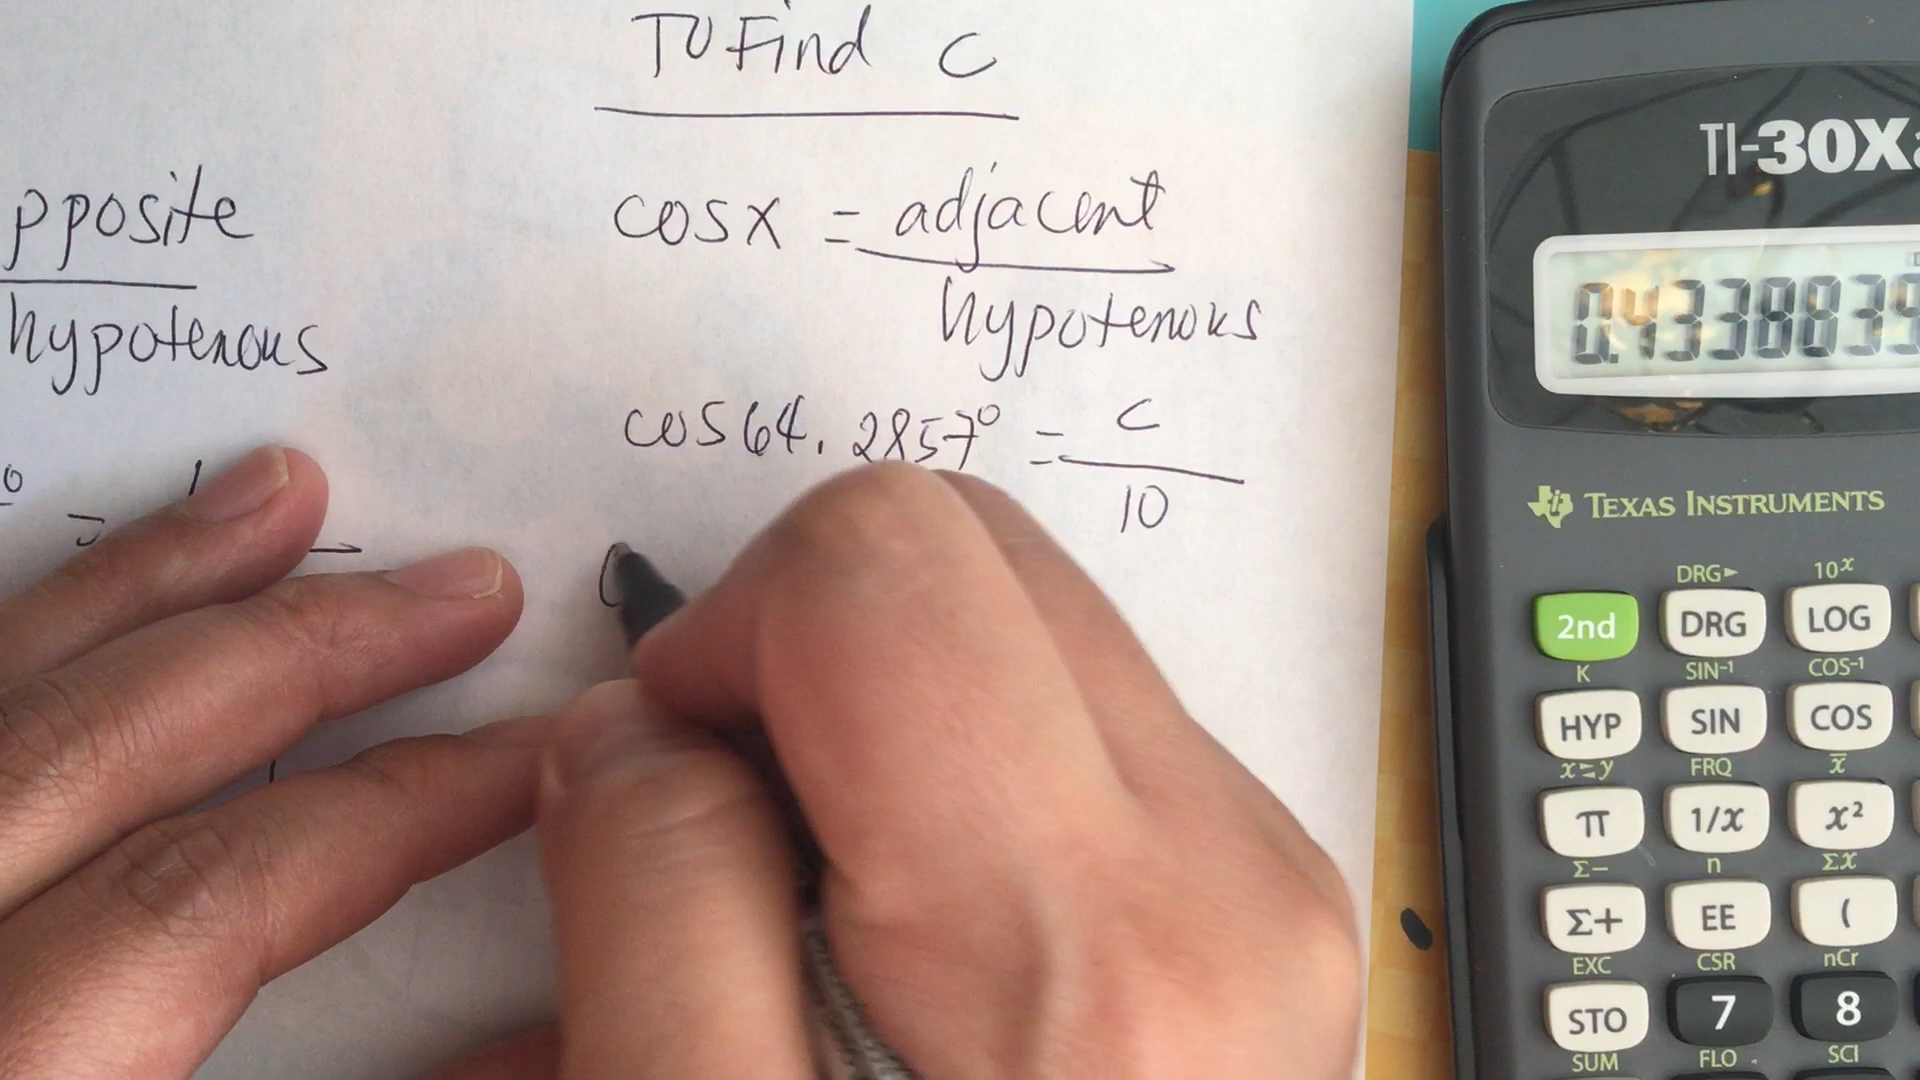 TO Find C
pposite
hypotenous
cosx = adjacent
hypotenous
cos 64.2857° = C
10
TI-30Xa
0.4338839
TEXAS INSTRUMENTS
DRG► 10ˣ
2nd DRG LOG
K SIN⁻¹ COS⁻¹
HYP SIN COS
x⇄y FRQ x̄
π 1/x x²
Σ− n Σx
Σ+ EE (
EXC CSR nCr
STO 7 8
SUM FLO SCI